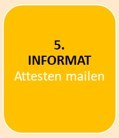 5.
INFORMAT
Attesten mailen